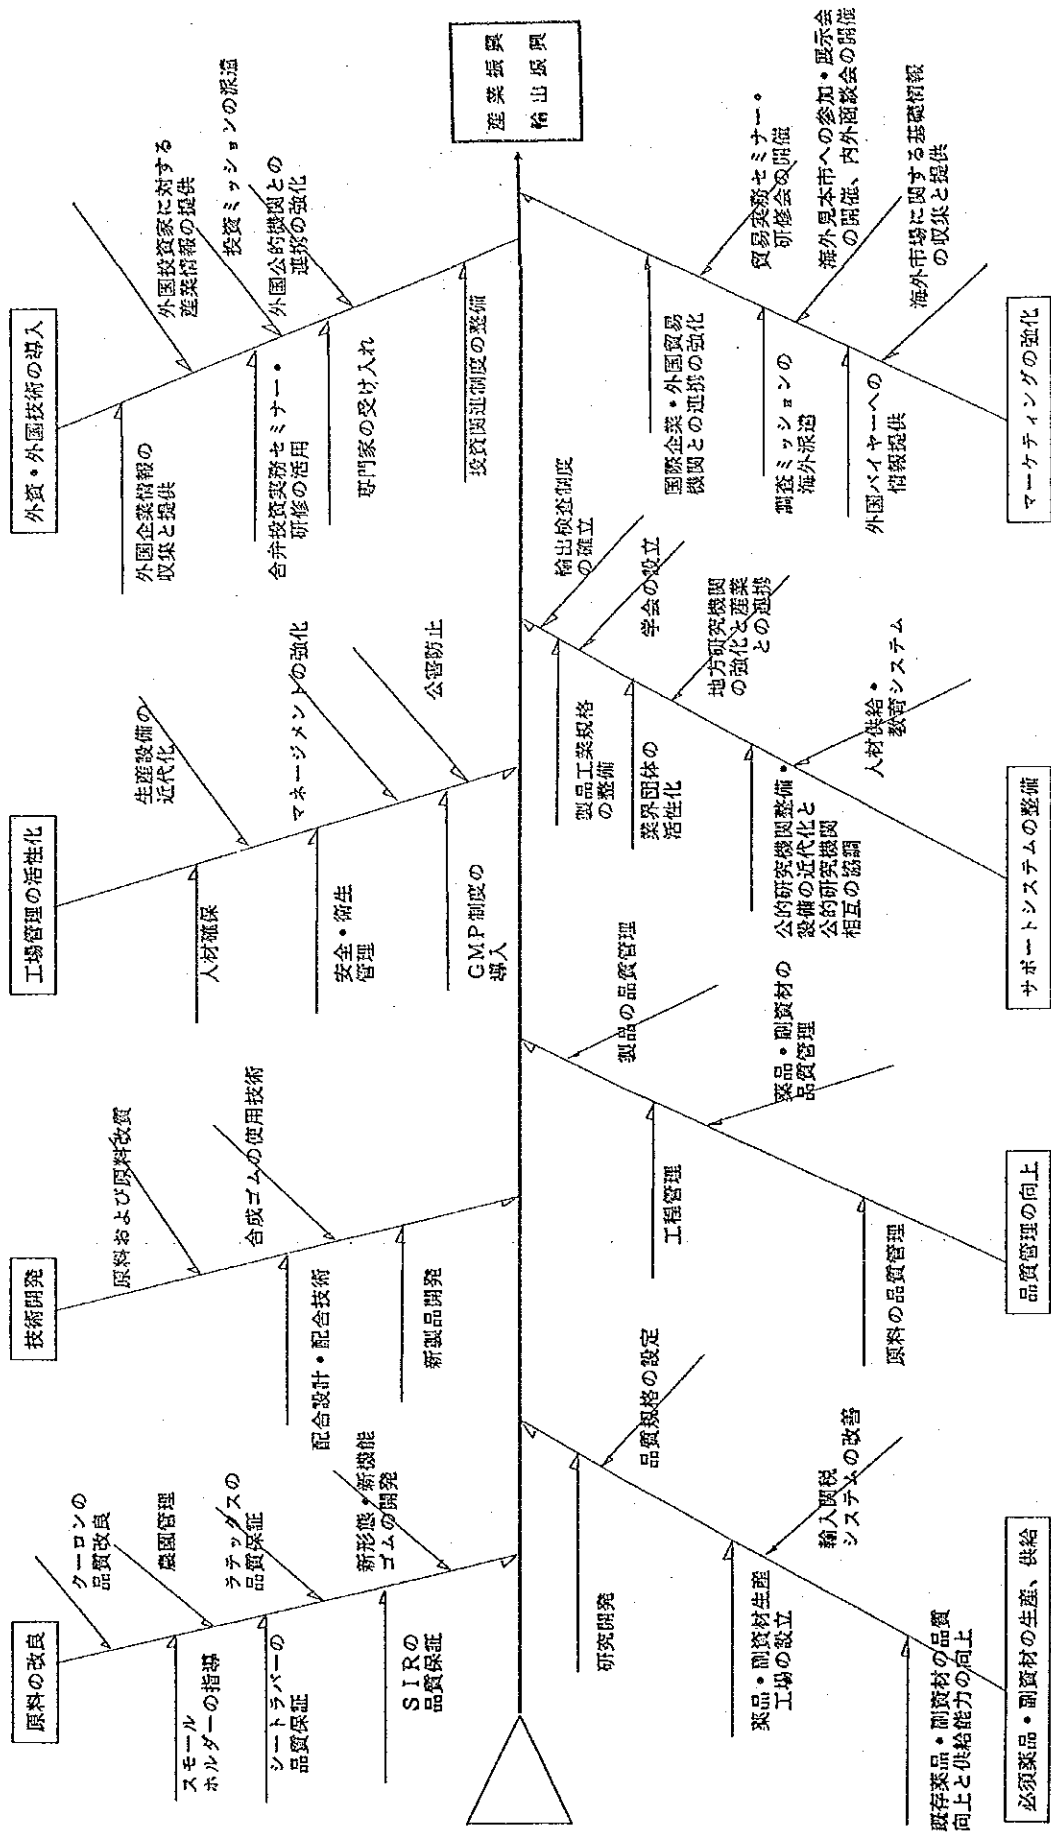 産業振興
輸出振興
原料の改良
クーロンの
品質改良
農園管理
ラテックスの
品質保証
新形態・新機能
ゴムの開発
スモール
ホルダーの指導
シートラバーの
品質保証
SIRの
品質保証
技術開発
原料および原料改質
合成ゴムの使用技術
配合設計・配合技術
新製品開発
工場管理の活性化
生産設備の
近代化
マネージメントの強化
公害防止
人材確保
安全・衛生
管理
GMP制度の
導入
外資・外国技術の導入
外国投資家に対する
産業情報の提供
投資ミッションの派遣
外国公的機関との
連携の強化
外国企業情報の
収集と提供
合弁投資実務セミナー・
研修の活用
専門家の受け入れ
投資関連制度の整備
研究開発
品質規格の設定
薬品・副資材生産
工場の設立
輸入関税
システムの改善
既存薬品・副資材の品質
向上と供給能力の向上
必須薬品・副資材の生産、供給
製品の品質管理
工程管理
薬品・副資材の
品質管理
原料の品質管理
品質管理の向上
輸出検査制度
の確立
学会の設立
地方研究機関
の強化と産業
との連携
人材供給・
教育システム
製品工業規格
の整備
業界団体の
活性化
公的研究機関整備・
設備の近代化と
公的研究機関
相互の協調
サポートシステムの整備
貿易実務セミナー・
研修会の開催
海外見本市への参加・展示会
の開催、内外商談会の開催
海外市場に関する基礎情報
の収集と提供
国際企業・外国貿易
機関との連携の強化
調査ミッションの
海外派遣
外国バイヤーへの
情報提供
マーケティングの強化